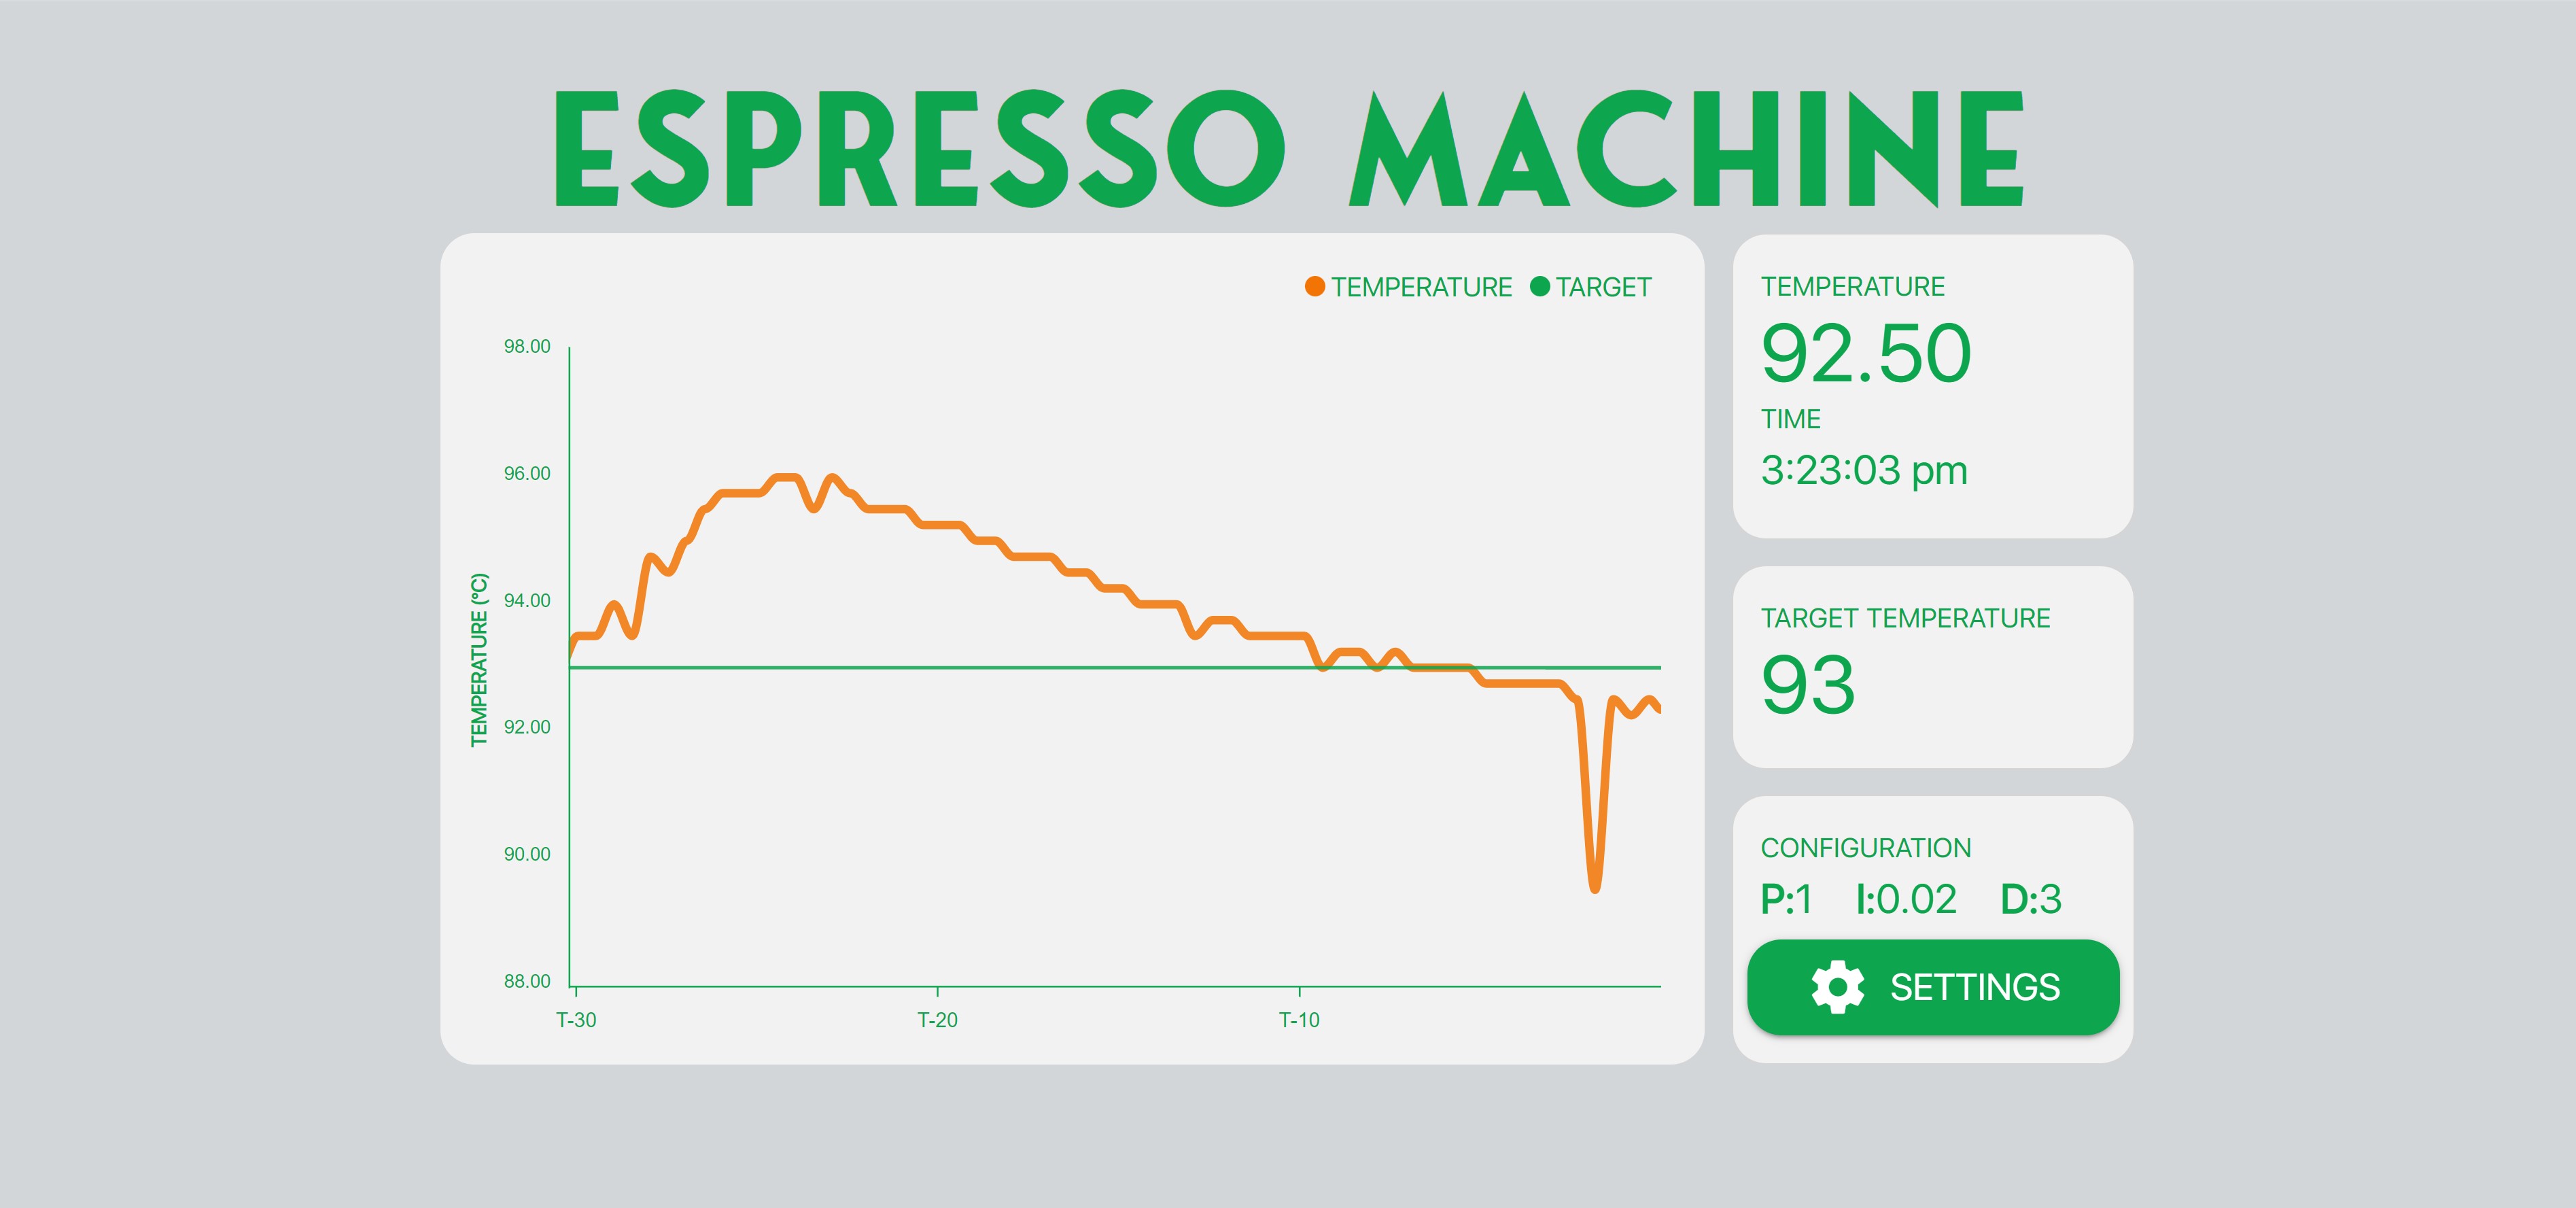 ESPRESSO MACHINE
TEMPERATURE TARGET
98.00
96.00
94.00
92.00
90.00
88.00
TEMPERATURE (°C)
T-30 T-20 T-10
TEMPERATURE
92.50
TIME
3:23:03 pm
TARGET TEMPERATURE
93
CONFIGURATION
P:1 I:0.02 D:3
SETTINGS